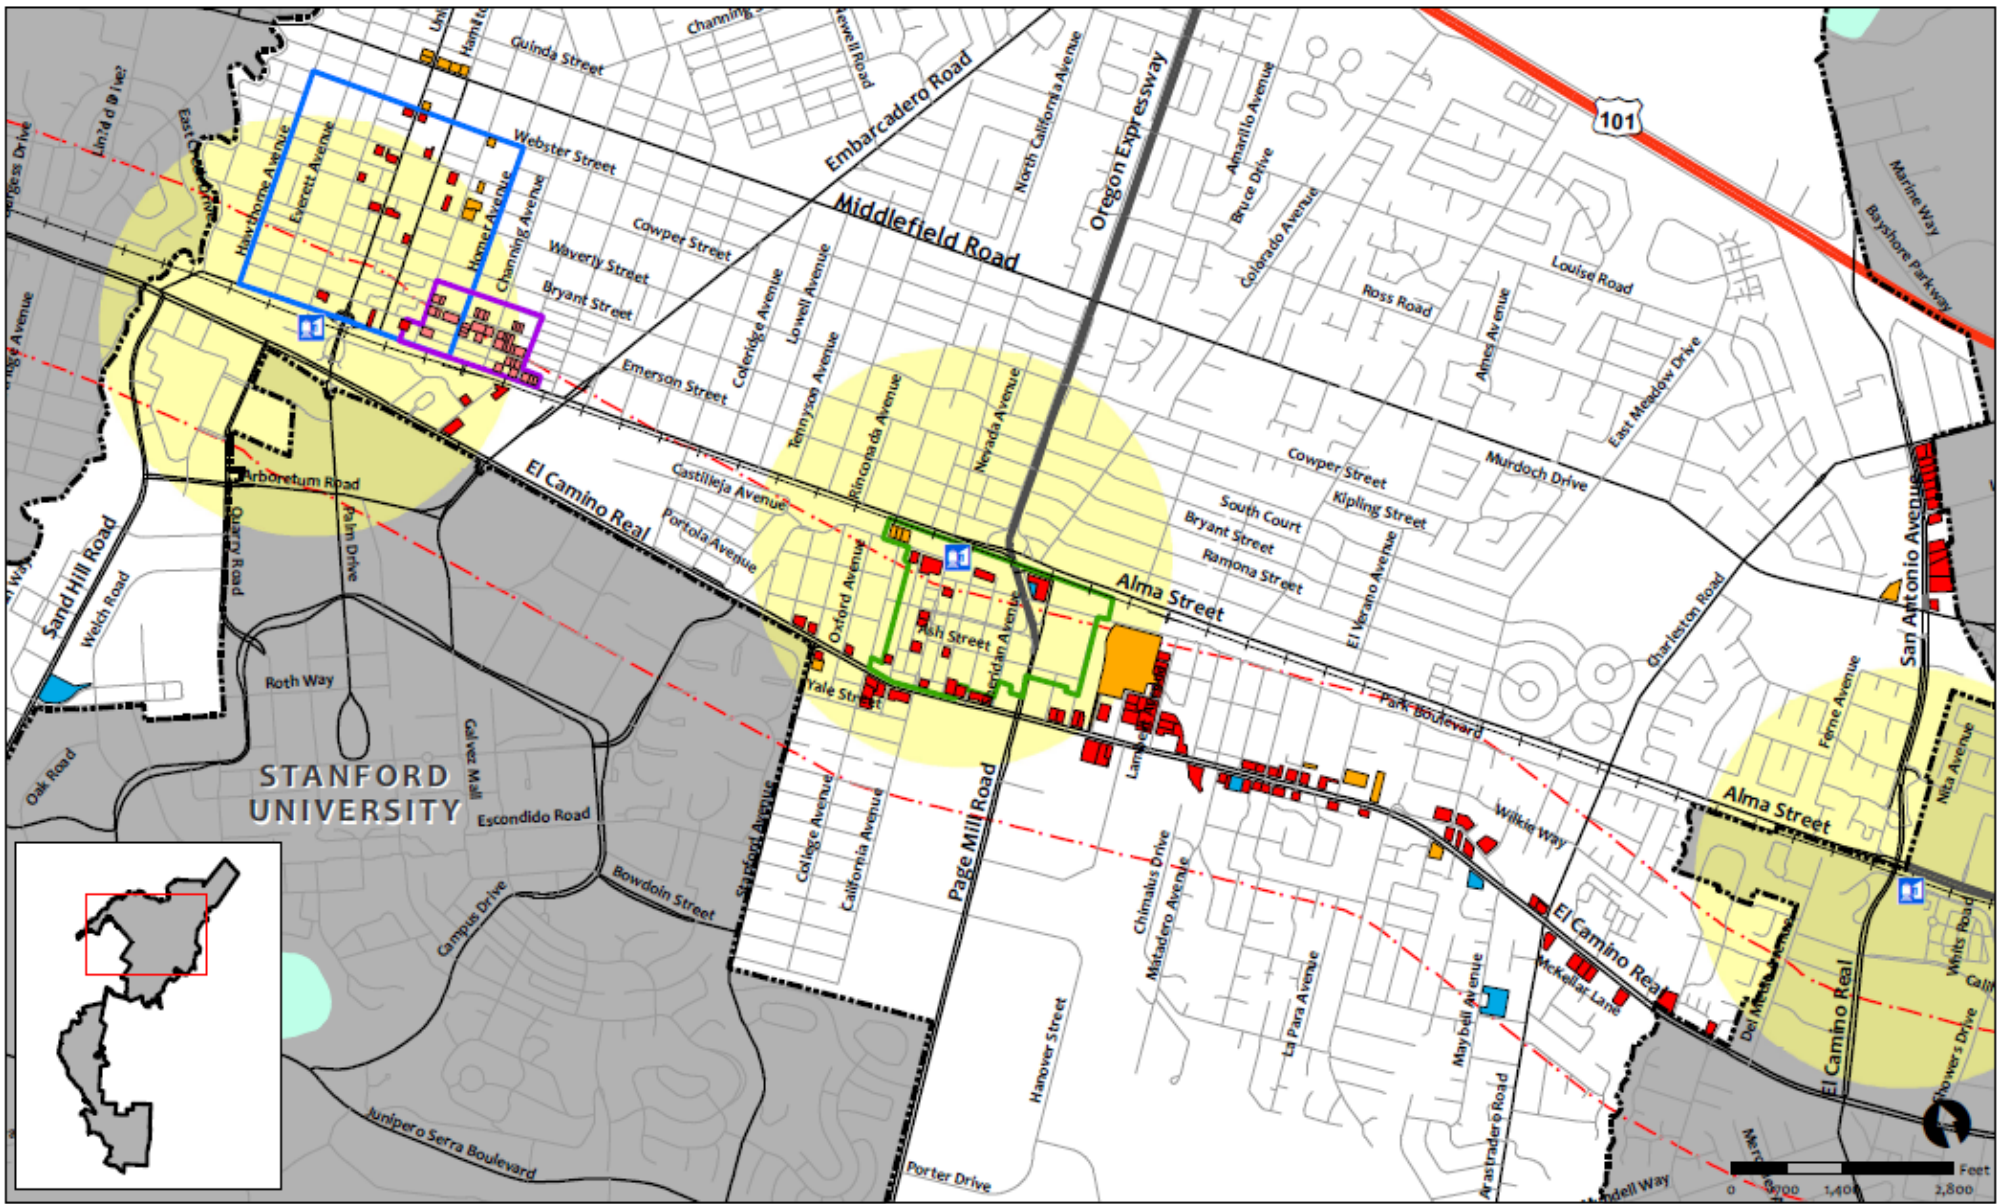 Guinda Street
Embarcadero Road
North California Avenue
Oregon Expressway
Amarillo Avenue
Bruce Drive
Colorado Avenue
101
Marine Way
Bayshore Parkway
Hawthorne Avenue
Everett Avenue
Webster Street
Homer Avenue
Channing Avenue
Middlefield Road
Cowper Street
Waverly Street
Bryant Street
Coleridge Avenue
Lowell Avenue
Tennyson Avenue
Emerson Street
Louise Road
Ross Road
Ames Avenue
East Meadow Drive
Murdoch Drive
Rinconada Avenue
Nevada Avenue
Cowper Street
Kipling Street
South Court
Bryant Street
Ramona Street
El Verano Avenue
Charleston Road
San Antonio Avenue
Castilleja Avenue
Portola Avenue
El Camino Real
Arboretum Road
Palm Drive
Quarry Road
Sand Hill Road
Welch Road
Oxford Avenue
Ash Street
Alma Street
Park Boulevard
Ferne Avenue
Nita Avenue
Roth Way
Galvez Mall
Oak Road
STANFORD
UNIVERSITY
Escondido Road
Stanford Avenue
College Avenue
California Avenue
Page Mill Road
Chimalus Drive
Matadero Avenue
Wilkie Way
Alma Street
Bowdoin Street
Campus Drive
El Camino Real
McKellar Lane
Maybell Avenue
La Para Avenue
Hanover Street
El Camino Real
Junipero Serra Boulevard
Porter Drive
Arastradero Road
Feet
0 700 1,400 2,800